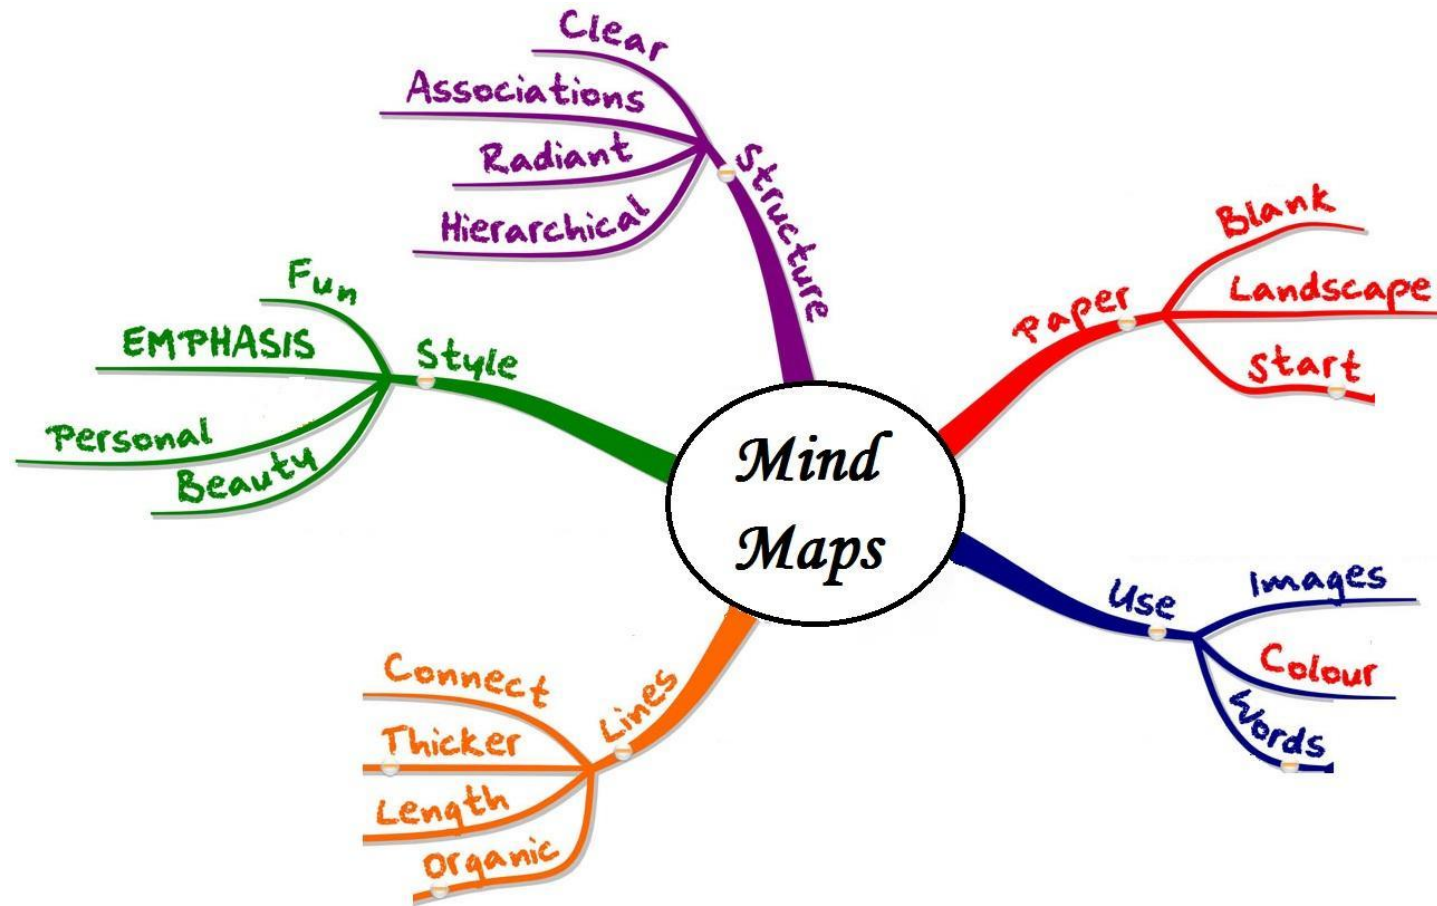 Mind
Maps
Structure
Clear
Associations
Radiant
Hierarchical
Paper
Blank
Landscape
Start
Use
Images
Colour
Words
Lines
Connect
Thicker
Length
Organic
Style
Fun
EMPHASIS
Personal
Beauty